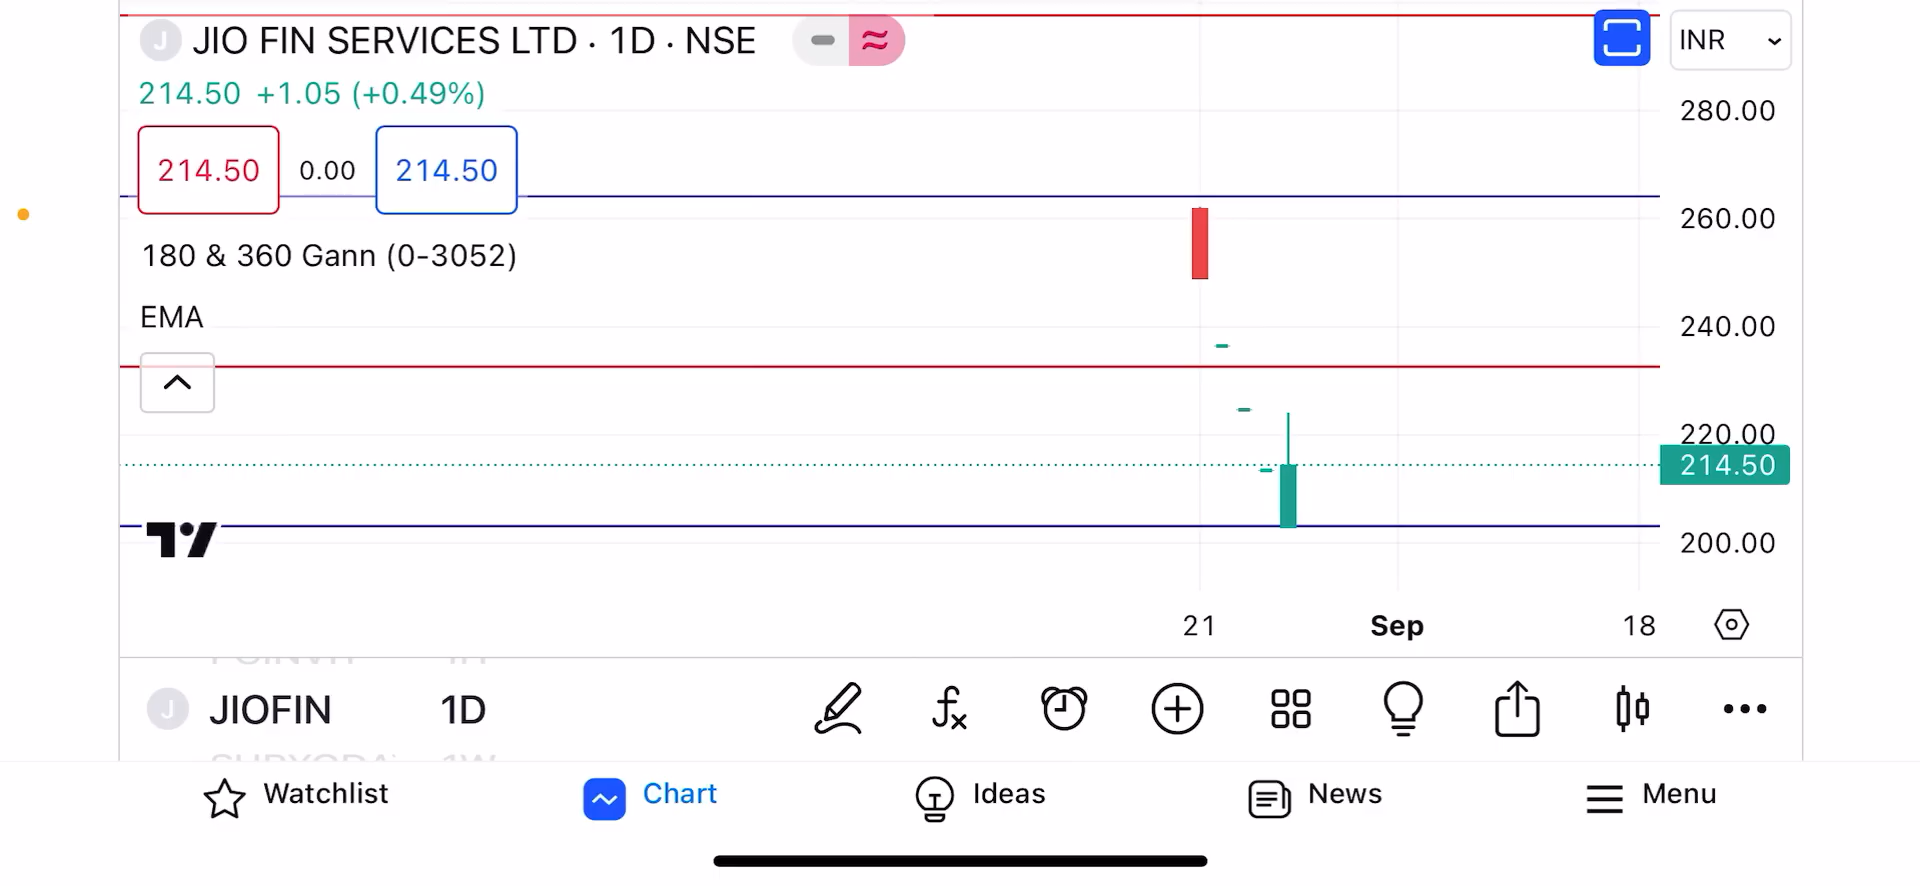 J JIO FIN SERVICES LTD · 1D · NSE
INR
214.50 +1.05 (+0.49%)
280.00
214.50 0.00 214.50
260.00
180 & 360 Gann (0-3052)
EMA
240.00
220.00
214.50
200.00
21 Sep 18
J JIOFIN 1D
Watchlist Chart Ideas News Menu